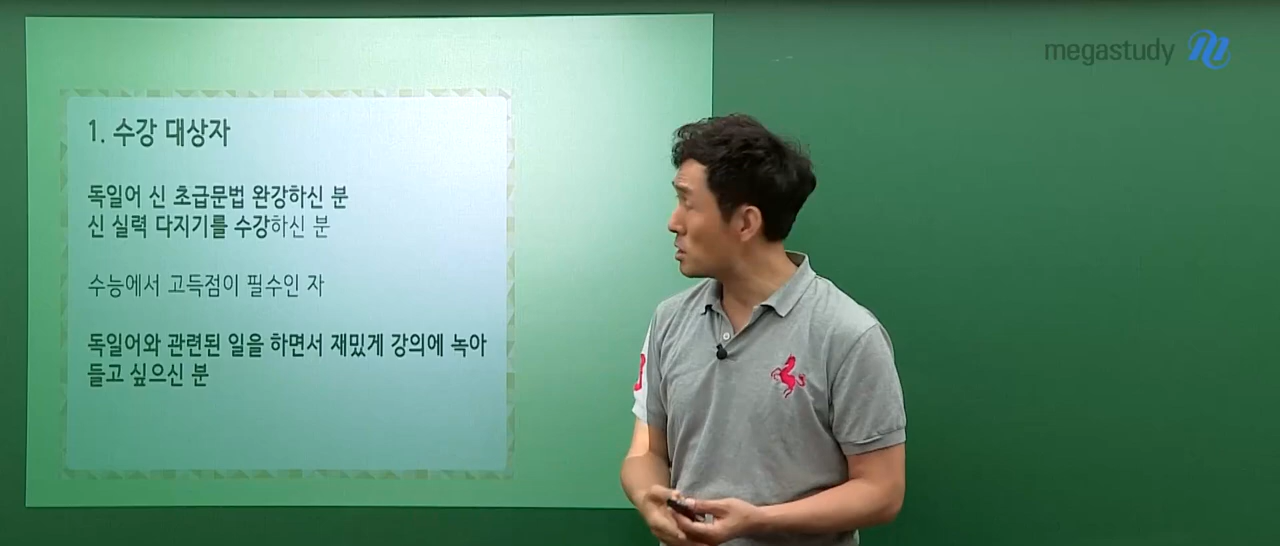 megastudy
1. 수강 대상자
독일어 신 초급문법 완강하신 분
신 실력 다지기를 수강하신 분
수능에서 고득점이 필수인 자
독일어와 관련된 일을 하면서 재밌게 강의에 녹아
들고 싶으신 분